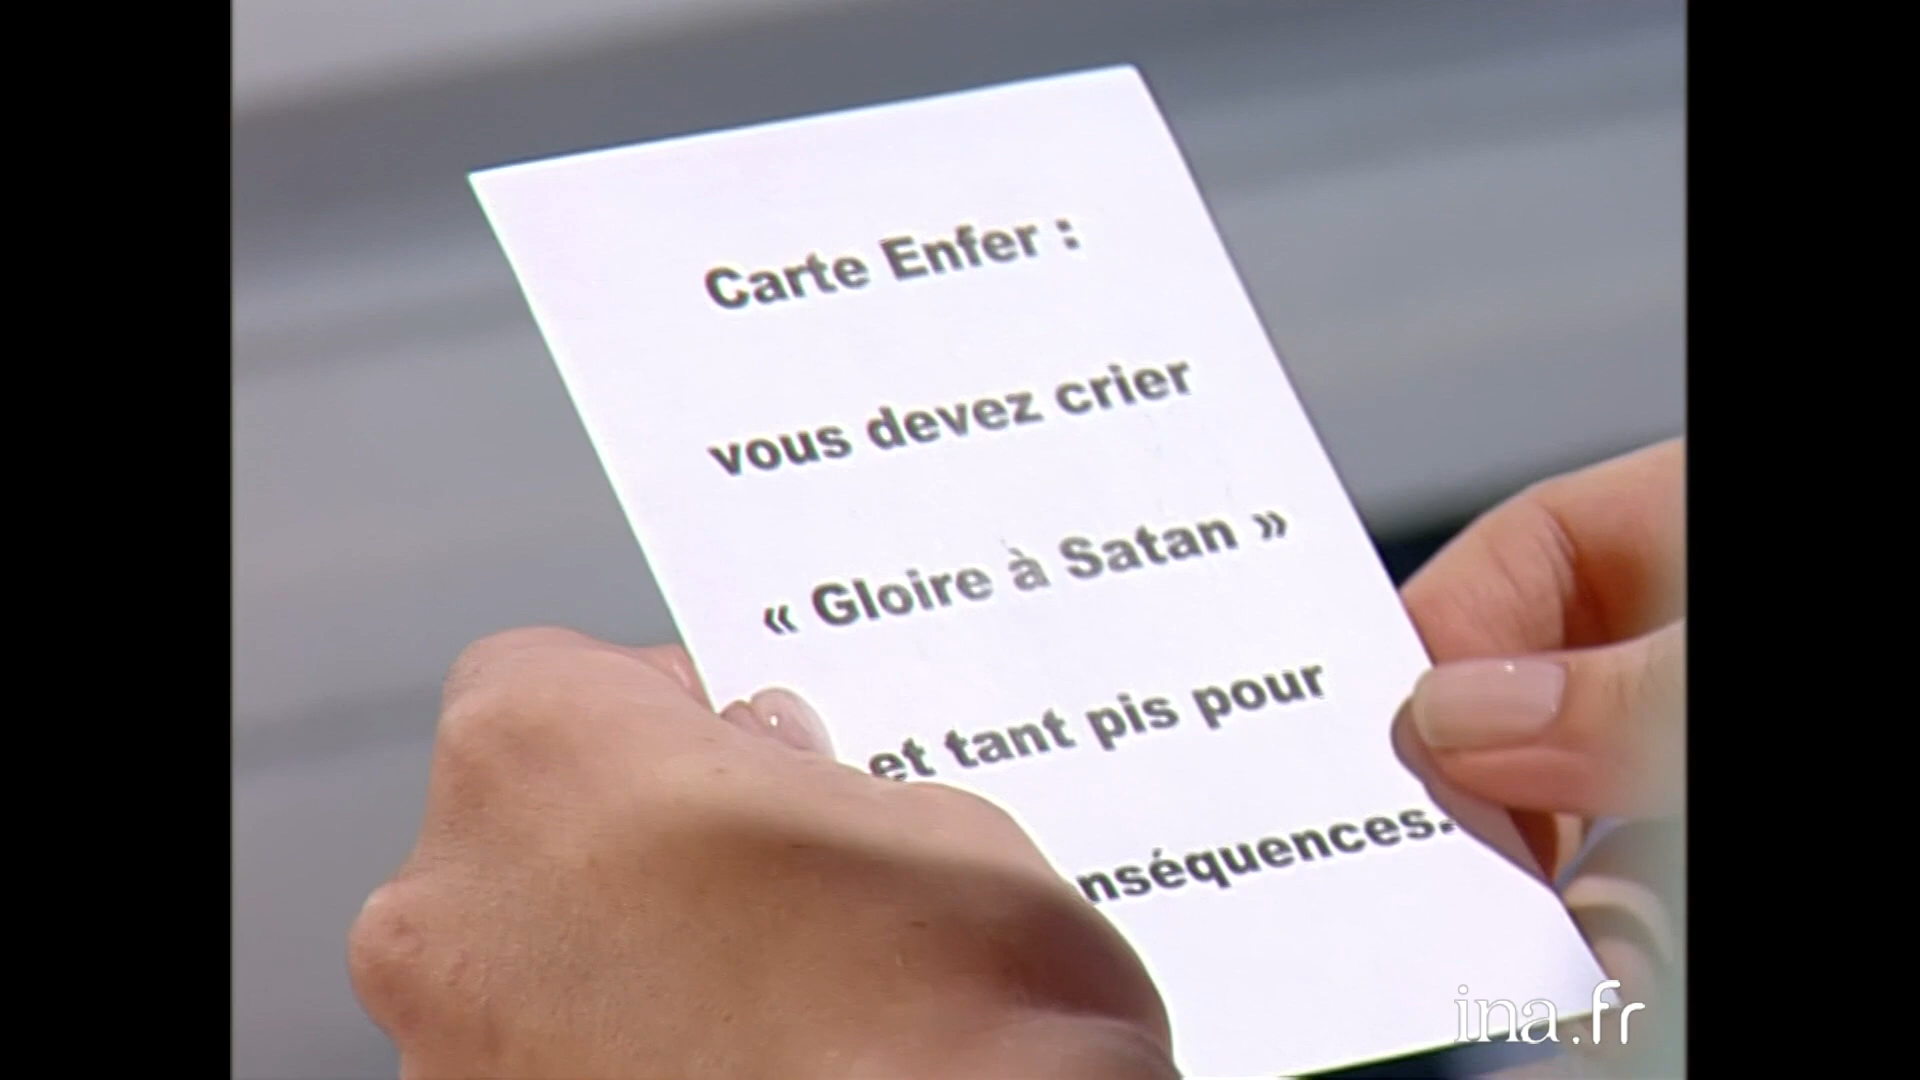 Carte Enfer :
vous devez crier
« Gloire à Satan »
et tant pis pour
nséquences.
ina.fr